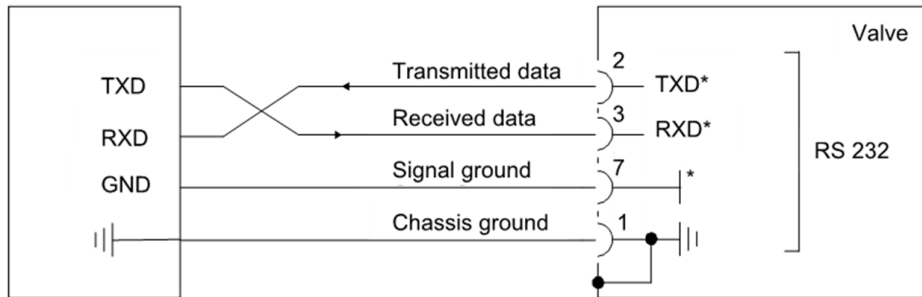 Valve
Transmitted data 2 TXD*
TXD
Received data 3 RXD*
RXD
RS 232
Signal ground 7 *
GND
Chassis ground 1